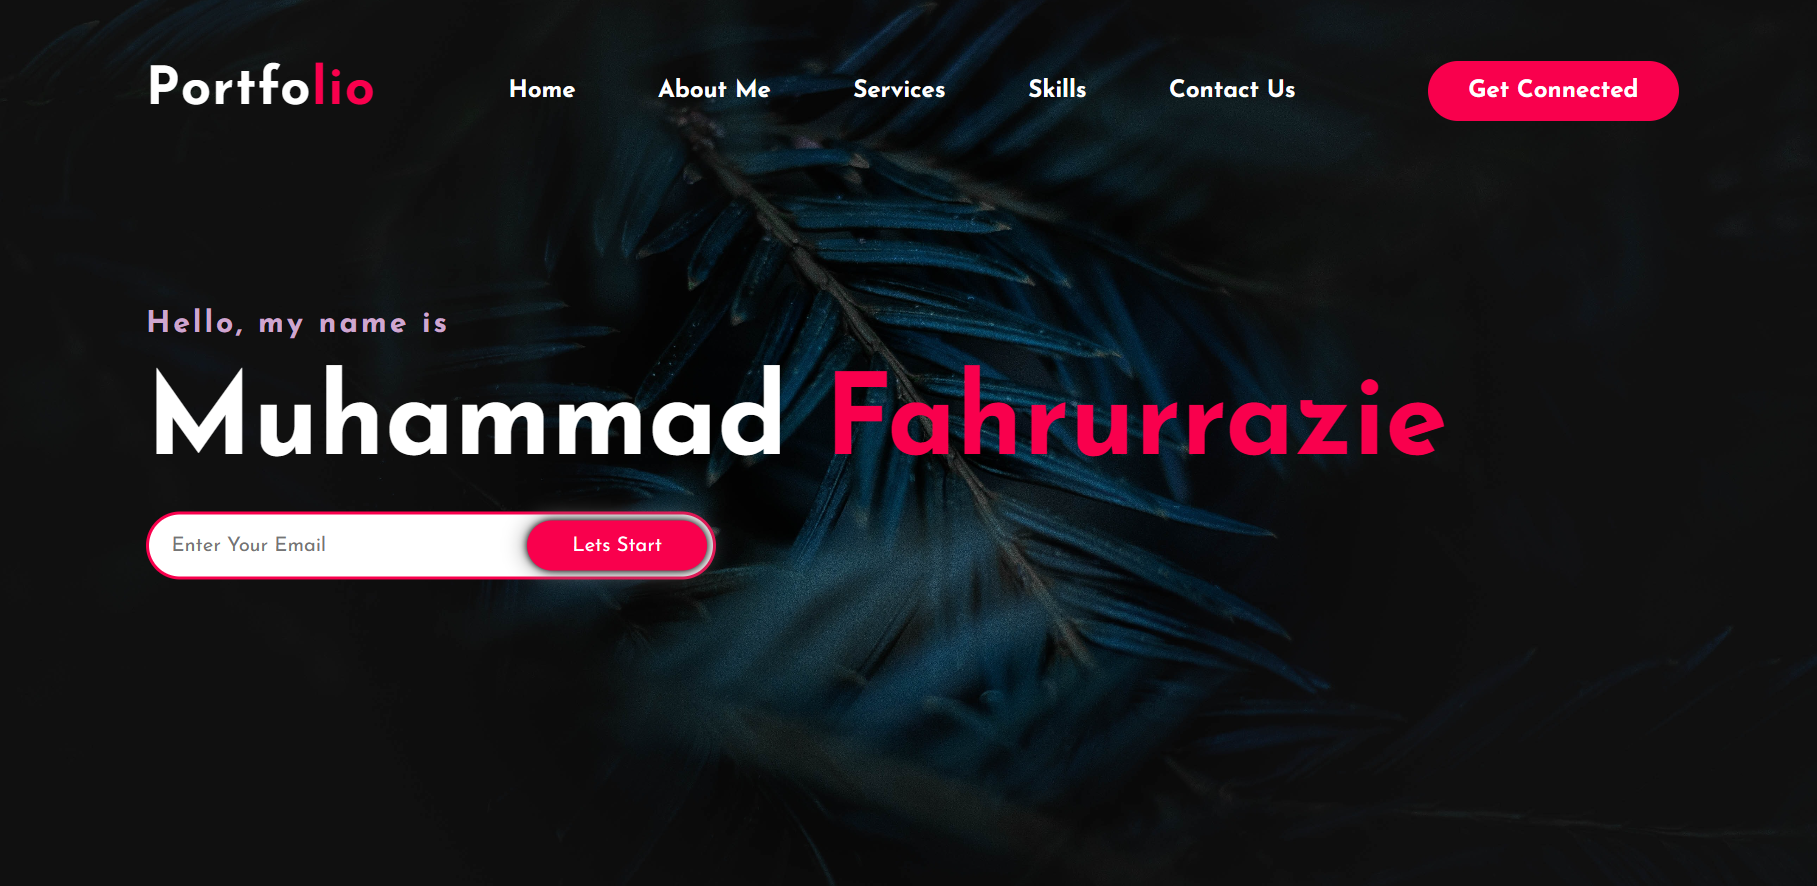 Portfolio
Home
About Me
Services
Skills
Contact Us
Get Connected
Hello, my name is
Muhammad Fahrurrazie
Enter Your Email
Lets Start